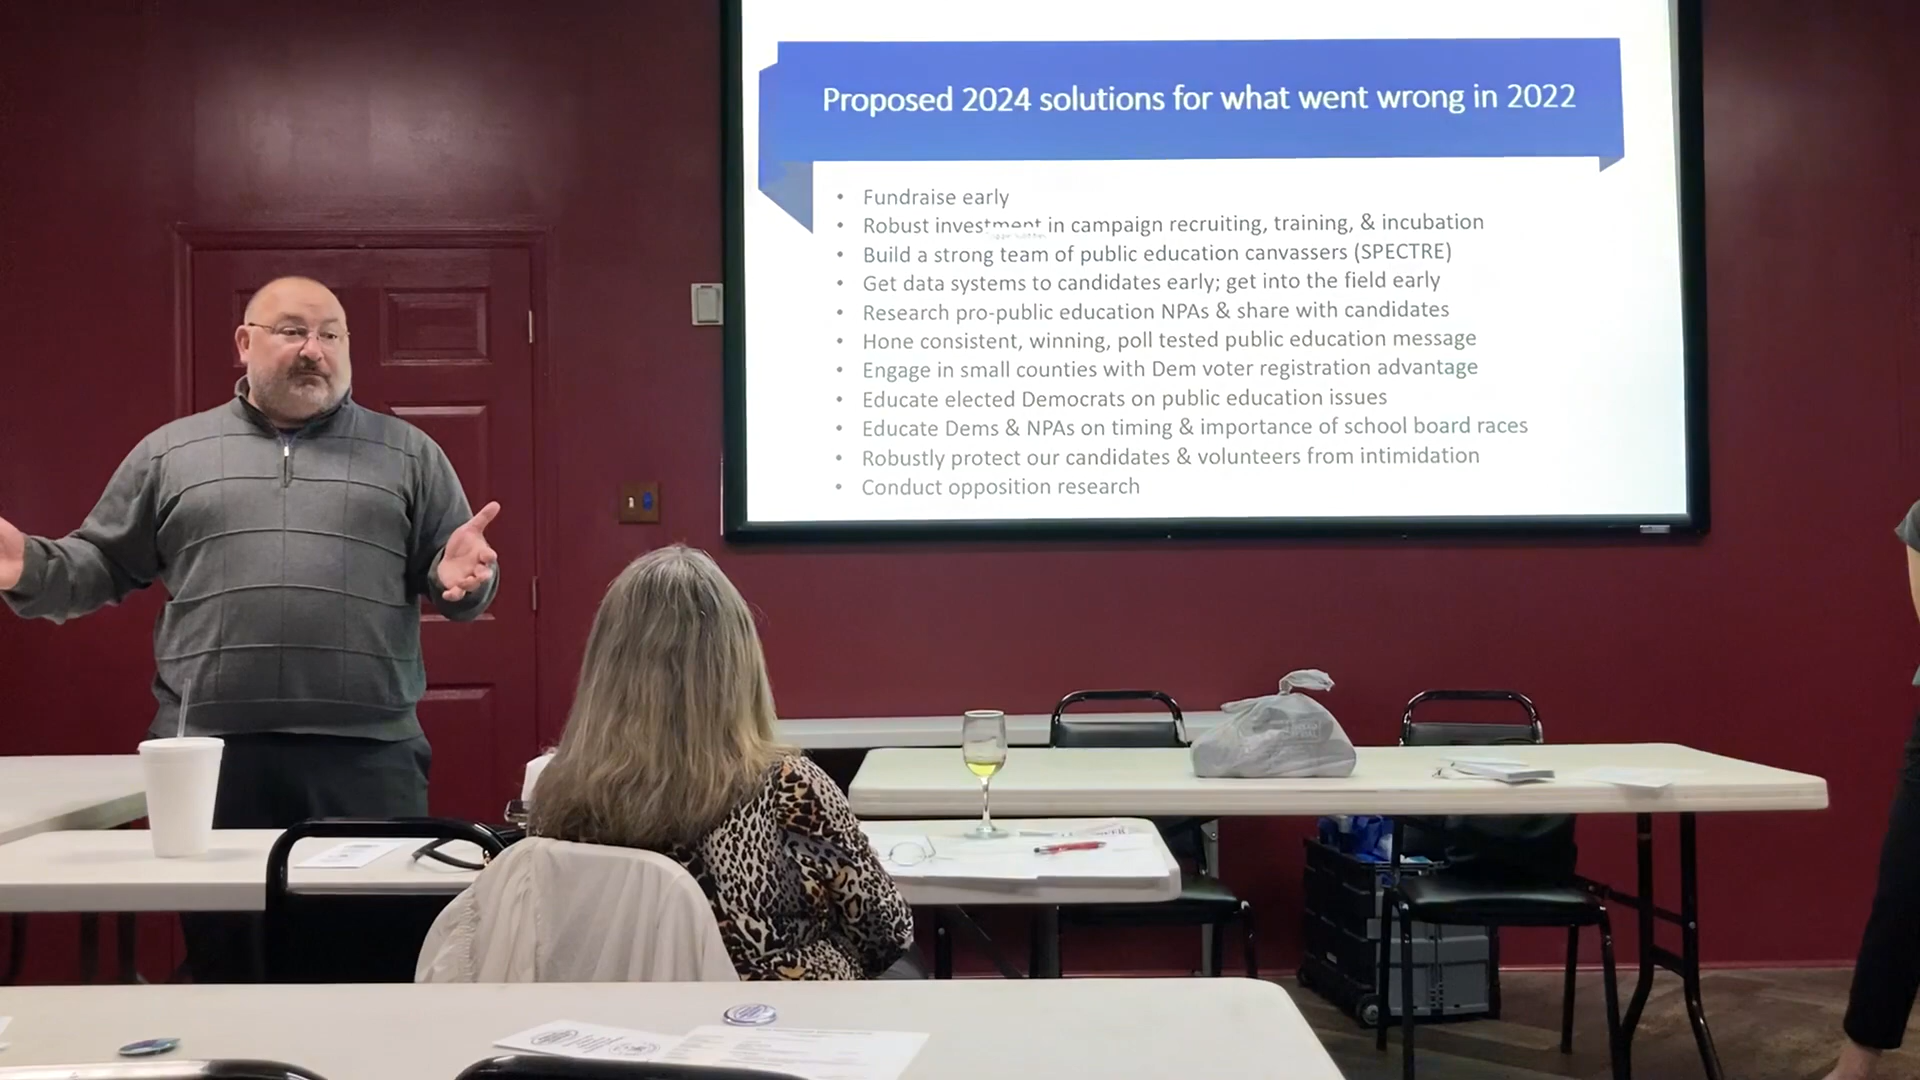 Proposed 2024 solutions for what went wrong in 2022
• Fundraise early
• Robust investment in campaign recruiting, training, & incubation
• Build a strong team of public education canvassers (SPECTRE)
• Get data systems to candidates early; get into the field early
• Research pro-public education NPAs & share with candidates
• Hone consistent, winning, poll tested public education message
• Engage in small counties with Dem voter registration advantage
• Educate elected Democrats on public education issues
• Educate Dems & NPAs on timing & importance of school board races
• Robustly protect our candidates & volunteers from intimidation
• Conduct opposition research